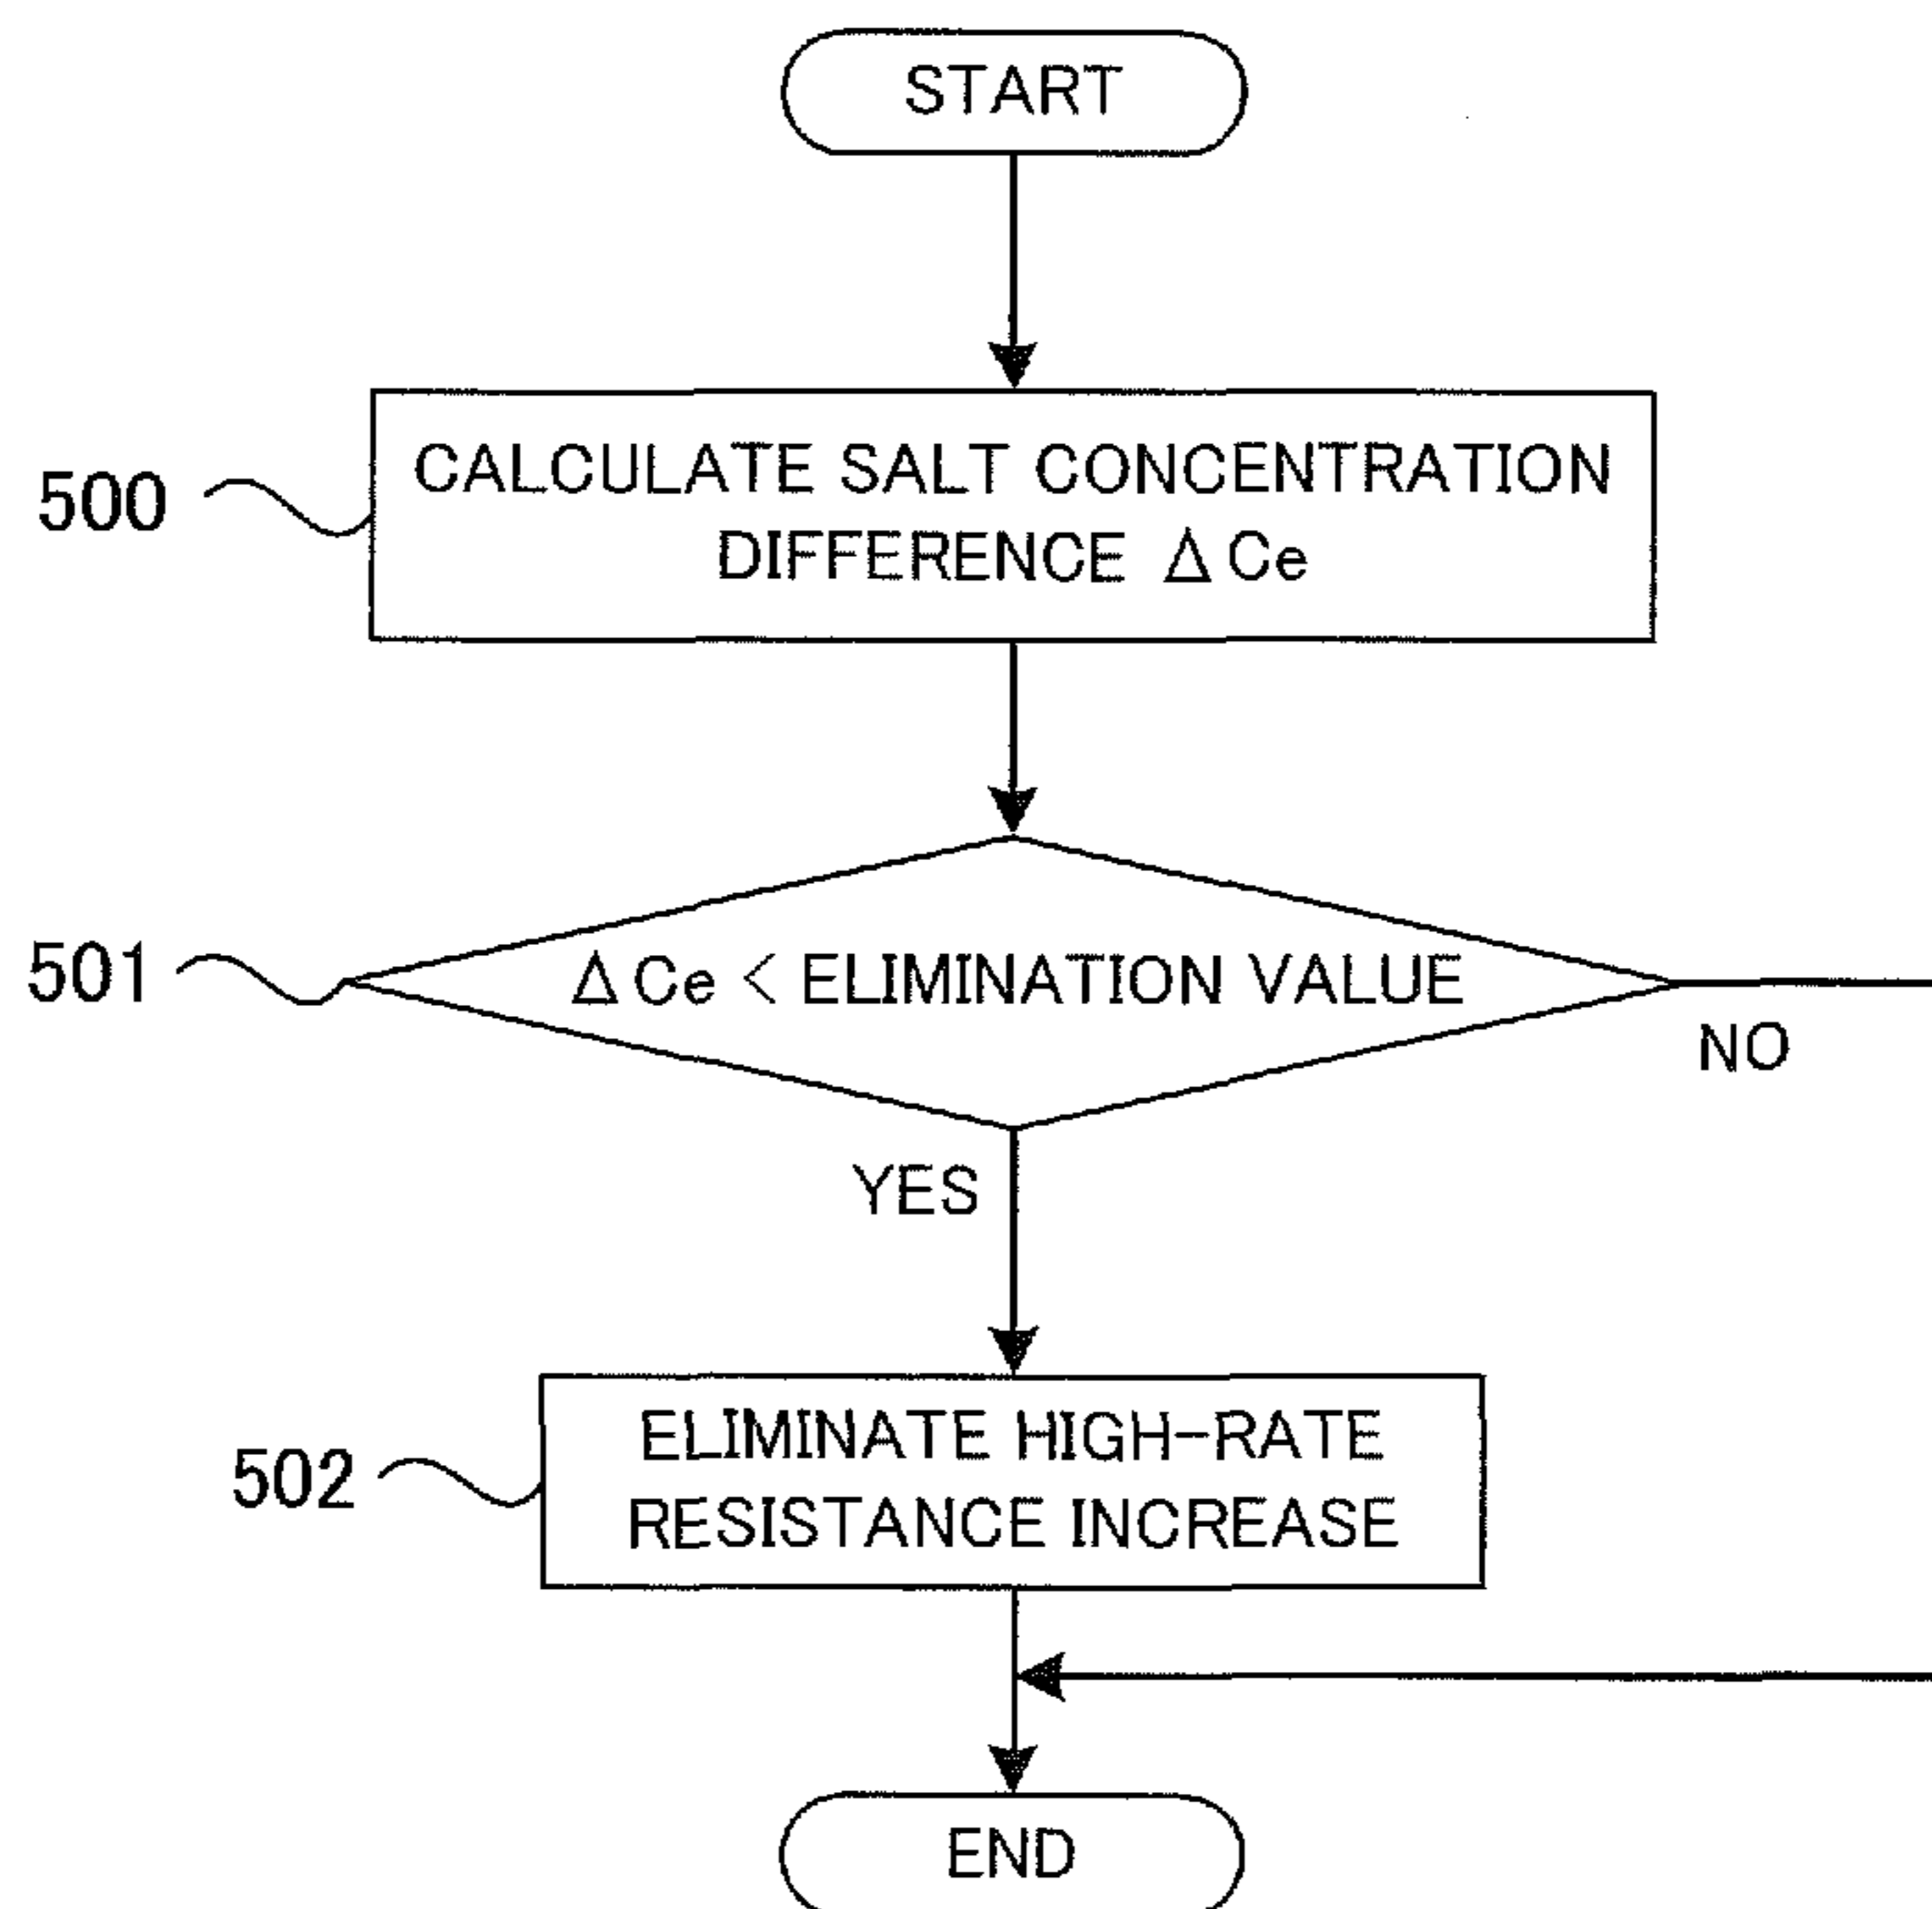 START
500
CALCULATE SALT CONCENTRATION
DIFFERENCE ΔCe
501
ΔCe < ELIMINATION VALUE
NO
YES
502
ELIMINATE HIGH-RATE
RESISTANCE INCREASE
END